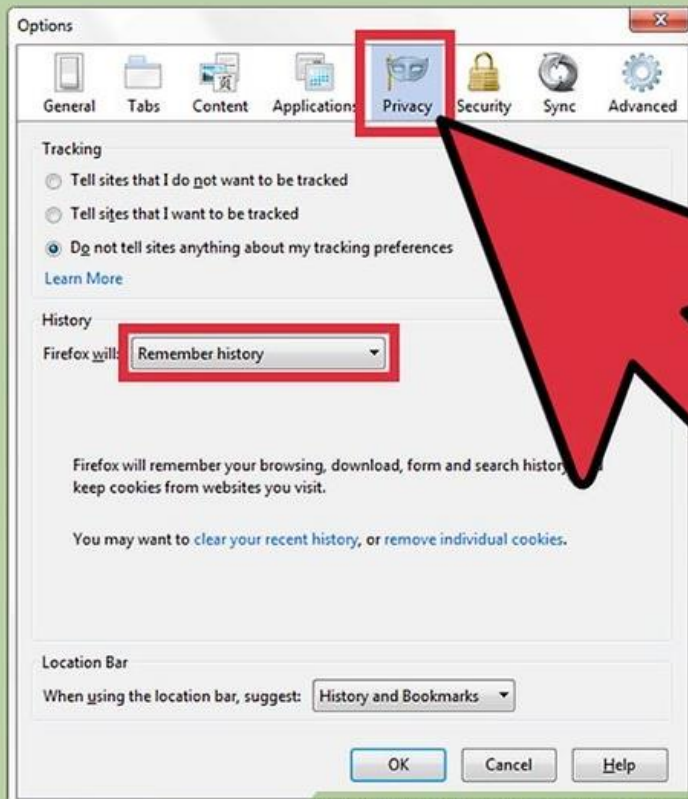 Options
General Tabs Content Applications Privacy Security Sync Advanced
Tracking
Tell sites that I do not want to be tracked
Tell sites that I want to be tracked
Do not tell sites anything about my tracking preferences
Learn More
History
Firefox will: Remember history
Firefox will remember your browsing, download, form and search history
keep cookies from websites you visit.
You may want to clear your recent history, or remove individual cookies.
Location Bar
When using the location bar, suggest: History and Bookmarks
OK Cancel Help